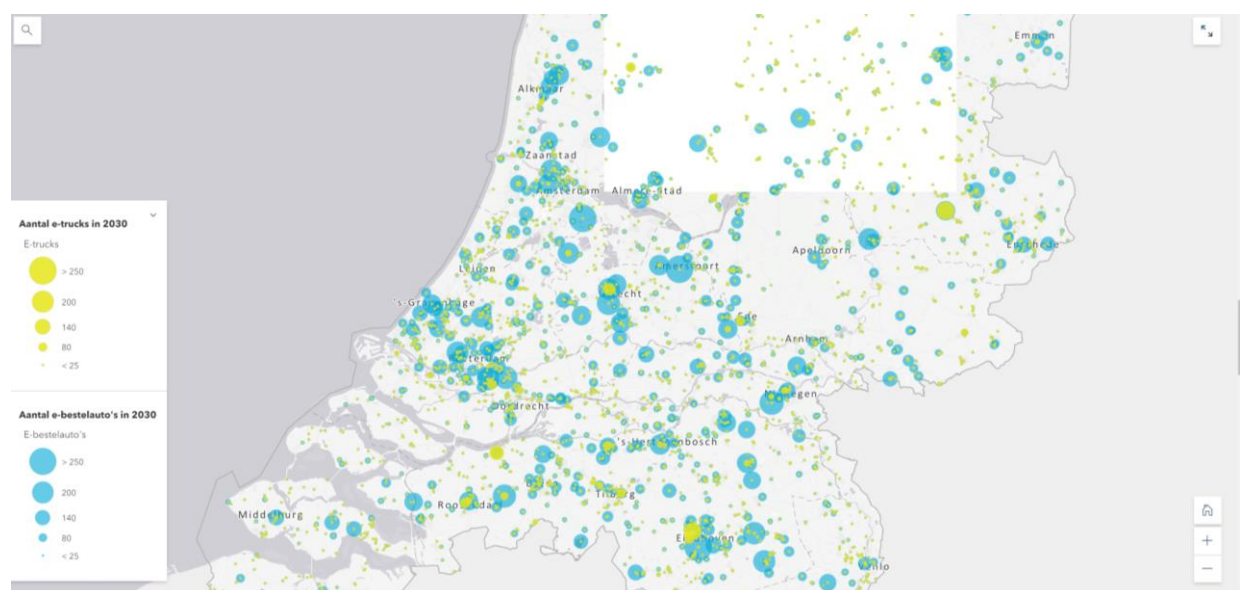 Emmen
Alkmaar
Zaanstad
Amsterdam
Almere Stad
Apeldoorn
Enschede
Leiden
Amersfoort
's-Gravenhage
Utrecht
Ede
Arnhem
Rotterdam
Nijmegen
Dordrecht
's-Hertogenbosch
Breda
Tilburg
Roosendaal
Middelburg
Eindhoven
Venlo
Aantal e-trucks in 2030
E-trucks
> 250
200
140
80
< 25
Aantal e-bestelauto's in 2030
E-bestelauto's
> 250
200
140
80
< 25
+
−